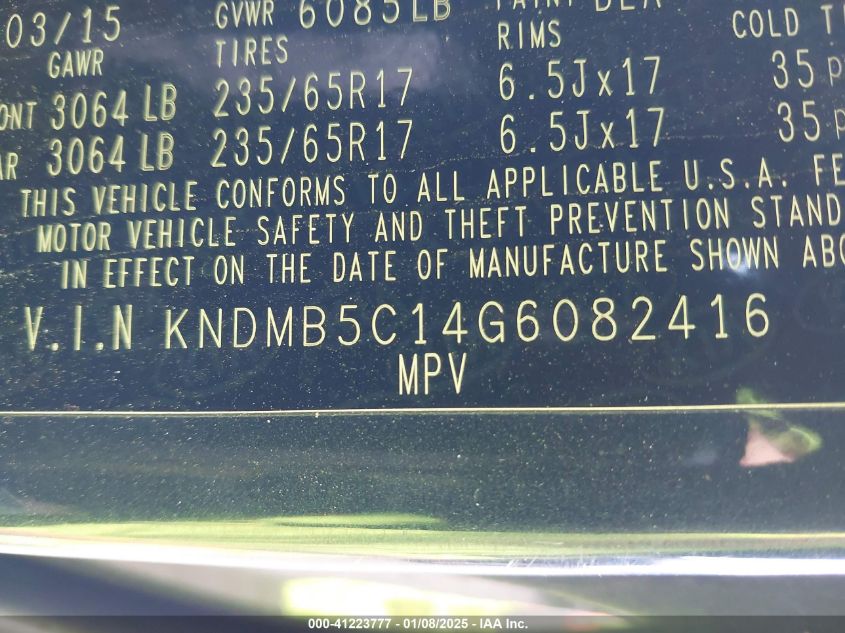 03/15 GVWR 6085LB
GAWR TIRES RIMS COLD
3064 LB 235/65R17 6.5Jx17 35
3064 LB 235/65R17 6.5Jx17 35
THIS VEHICLE CONFORMS TO ALL APPLICABLE U.S.A.
MOTOR VEHICLE SAFETY AND THEFT PREVENTION STAND
IN EFFECT ON THE DATE OF MANUFACTURE SHOWN ABO
V.I.N KNDMB5C14G6082416
MPV
000-41223777 - 01/08/2025 - IAA Inc.